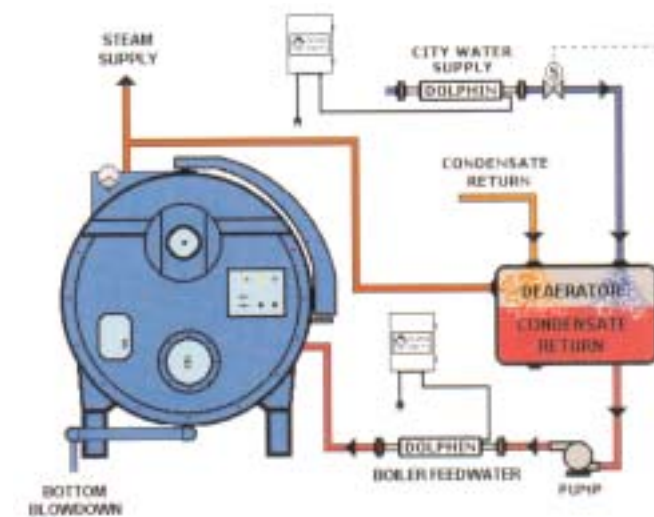 STEAM
SUPPLY
CITY WATER
SUPPLY
DOLPHIN
S
CONDENSATE
RETURN
DEAERATOR
CONDENSATE
RETURN
DOLPHIN
BOILER FEEDWATER
PUMP
BOTTOM
BLOWDOWN